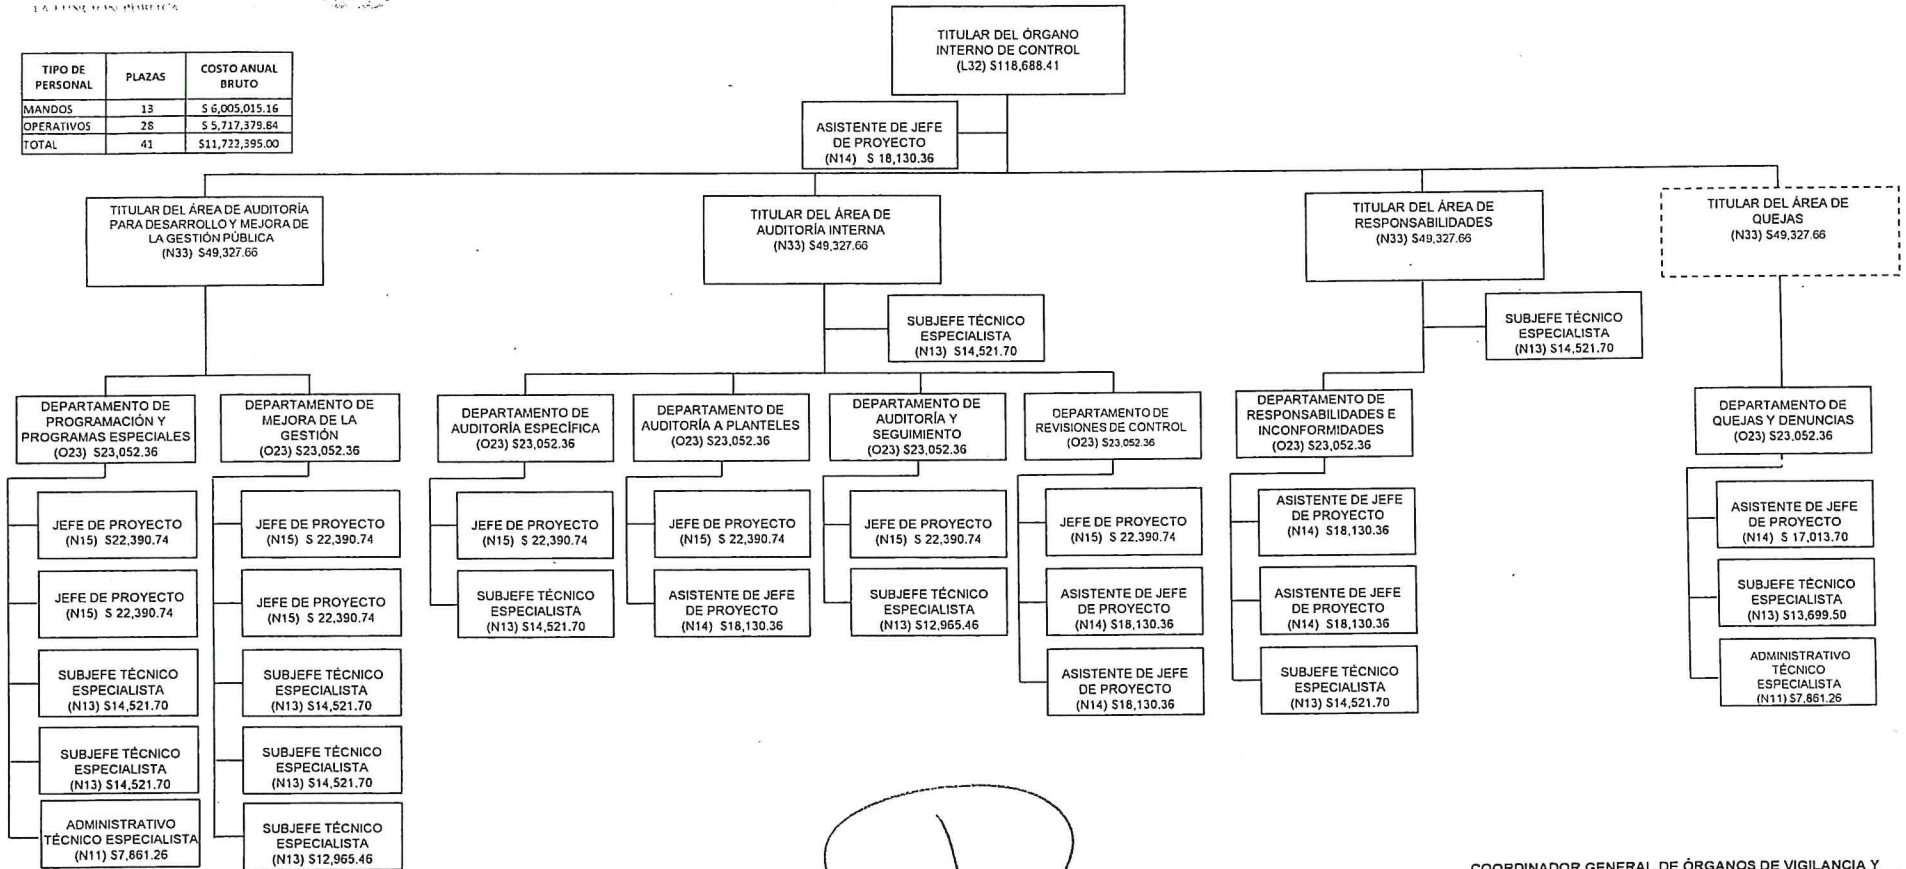 LA FUNCIÓN PÚBLICA
TIPO DE PERSONAL PLAZAS COSTO ANUAL BRUTO
MANDOS 13 $ 6,005,015.16
OPERATIVOS 28 $ 5,717,379.84
TOTAL 41 $11,722,395.00
TITULAR DEL ÓRGANO
INTERNO DE CONTROL
(L32) $118,688.41
ASISTENTE DE JEFE
DE PROYECTO
(N14) $ 18,130.36
TITULAR DEL ÁREA DE AUDITORÍA
PARA DESARROLLO Y MEJORA DE
LA GESTIÓN PÚBLICA
(N33) $49,327.66
TITULAR DEL ÁREA DE
AUDITORÍA INTERNA
(N33) $49,327.66
TITULAR DEL ÁREA DE
RESPONSABILIDADES
(N33) $49,327.66
TITULAR DEL ÁREA DE
QUEJAS
(N33) $49,327.66
SUBJEFE TÉCNICO
ESPECIALISTA
(N13) $14,521.70
SUBJEFE TÉCNICO
ESPECIALISTA
(N13) $14,521.70
DEPARTAMENTO DE
PROGRAMACIÓN Y
PROGRAMAS ESPECIALES
(O23) $23,052.36
DEPARTAMENTO DE
MEJORA DE LA
GESTIÓN
(O23) $23,052.36
DEPARTAMENTO DE
AUDITORÍA ESPECÍFICA
(O23) $23,052.36
DEPARTAMENTO DE
AUDITORÍA A PLANTELES
(O23) $23,052.36
DEPARTAMENTO DE
AUDITORÍA Y
SEGUIMIENTO
(O23) $23,052.36
DEPARTAMENTO DE
REVISIONES DE CONTROL
(O23) $23,052.36
DEPARTAMENTO DE
RESPONSABILIDADES E
INCONFORMIDADES
(O23) $23,052.36
DEPARTAMENTO DE
QUEJAS Y DENUNCIAS
(O23) $23,052.36
JEFE DE PROYECTO
(N15) $22,390.74
JEFE DE PROYECTO
(N15) $ 22,390.74
SUBJEFE TÉCNICO
ESPECIALISTA
(N13) $14,521.70
SUBJEFE TÉCNICO
ESPECIALISTA
(N13) $14,521.70
ADMINISTRATIVO
TÉCNICO ESPECIALISTA
(N11) $7,861.26
JEFE DE PROYECTO
(N15) $ 22,390.74
JEFE DE PROYECTO
(N15) $ 22,390.74
SUBJEFE TÉCNICO
ESPECIALISTA
(N13) $14,521.70
SUBJEFE TÉCNICO
ESPECIALISTA
(N13) $14,521.70
SUBJEFE TÉCNICO
ESPECIALISTA
(N13) $12,965.46
JEFE DE PROYECTO
(N15) $ 22,390.74
SUBJEFE TÉCNICO
ESPECIALISTA
(N13) $14,521.70
JEFE DE PROYECTO
(N15) $ 22,390.74
ASISTENTE DE JEFE
DE PROYECTO
(N14) $18,130.36
JEFE DE PROYECTO
(N15) $ 22,390.74
SUBJEFE TÉCNICO
ESPECIALISTA
(N13) $12,965.46
JEFE DE PROYECTO
(N15) $ 22,390.74
ASISTENTE DE JEFE
DE PROYECTO
(N14) $18,130.36
ASISTENTE DE JEFE
DE PROYECTO
(N14) $18,130.36
ASISTENTE DE JEFE
DE PROYECTO
(N14) $18,130.36
ASISTENTE DE JEFE
DE PROYECTO
(N14) $18,130.36
SUBJEFE TÉCNICO
ESPECIALISTA
(N13) $14,521.70
ASISTENTE DE JEFE
DE PROYECTO
(N14) $ 17,013.70
SUBJEFE TÉCNICO
ESPECIALISTA
(N13) $13,699.50
ADMINISTRATIVO
TÉCNICO
ESPECIALISTA
(N11) $7,861.26
COORDINADOR GENERAL DE ÓRGANOS DE VIGILANCIA Y